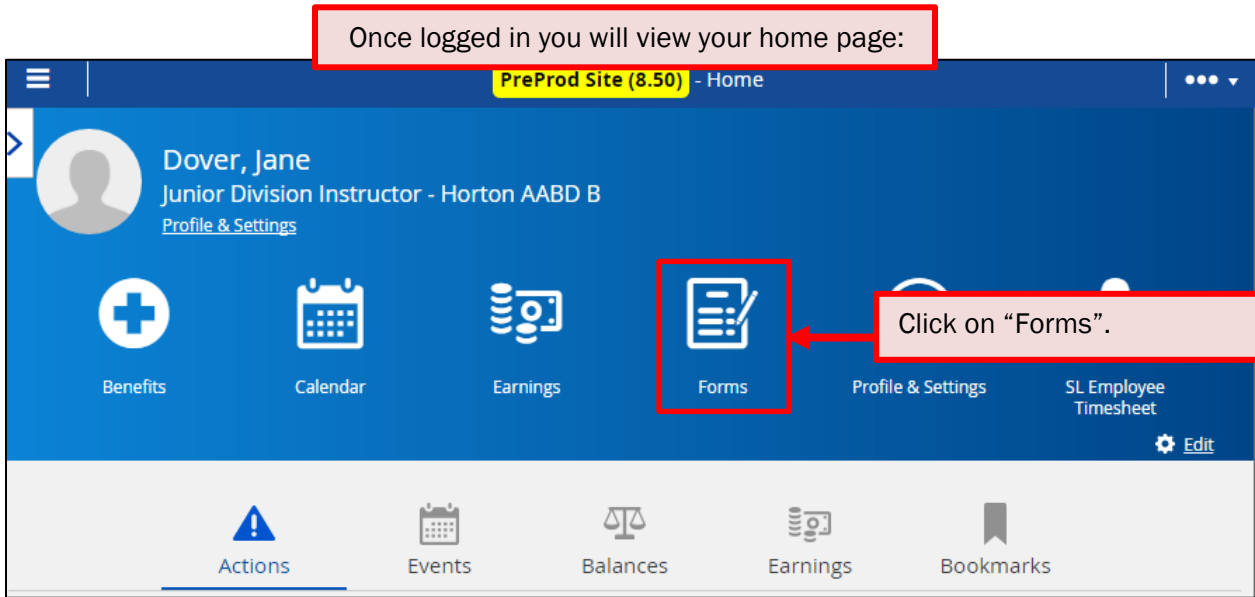 Once logged in you will view your home page:
PreProd Site (8.50) - Home
Dover, Jane
Junior Division Instructor - Horton AABD B
Profile & Settings
Click on “Forms”.
Benefits
Calendar
Earnings
Forms
Profile & Settings
SL Employee
Timesheet
Edit
Actions
Events
Balances
Earnings
Bookmarks